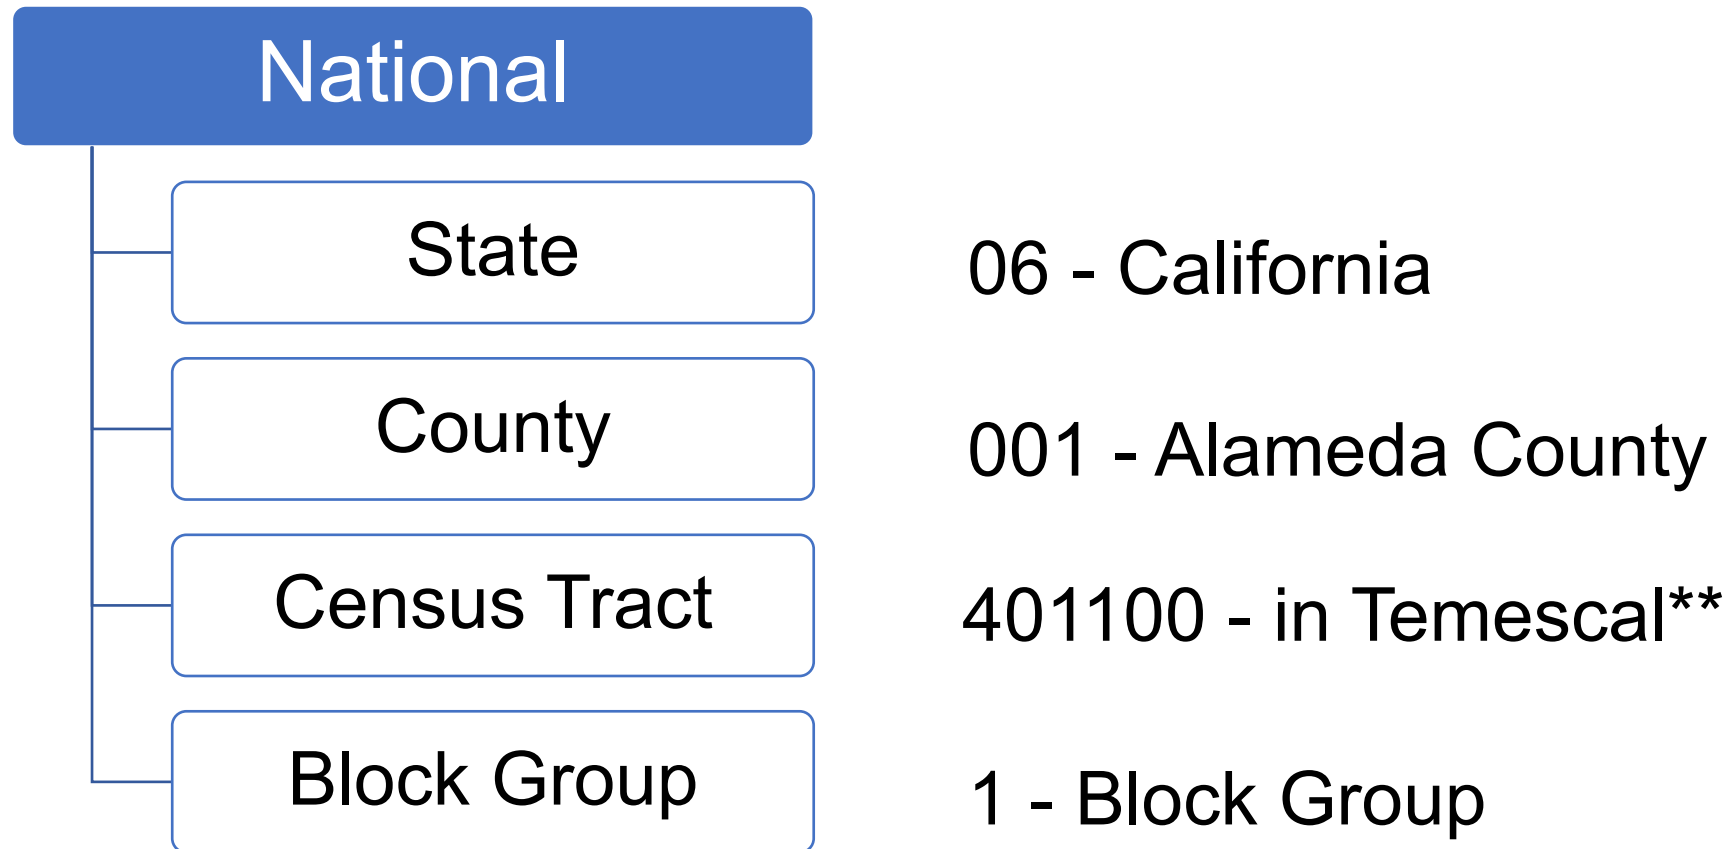 National
State
06 - California
County
001 - Alameda County
Census Tract
401100 - in Temescal**
Block Group
1 - Block Group